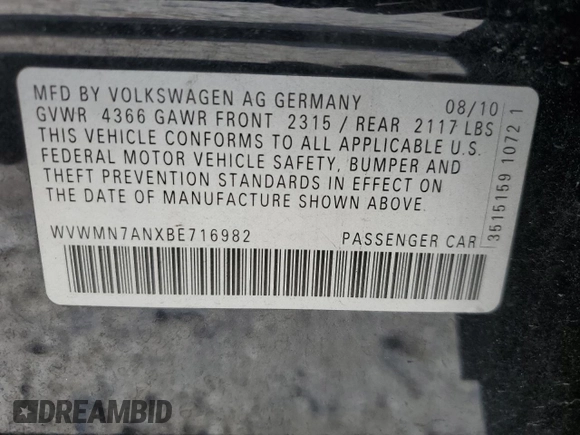 MFD BY VOLKSWAGEN AG GERMANY 08/10
GVWR 4366 GAWR FRONT 2315 / REAR 2117 LBS
THIS VEHICLE CONFORMS TO ALL APPLICABLE U.S.
FEDERAL MOTOR VEHICLE SAFETY, BUMPER AND
THEFT PREVENTION STANDARDS IN EFFECT ON
THE DATE OF MANUFACTURE SHOWN ABOVE.
WVWMN7ANXBE716982 PASSENGER CAR
35151591072 1
DREAMBID